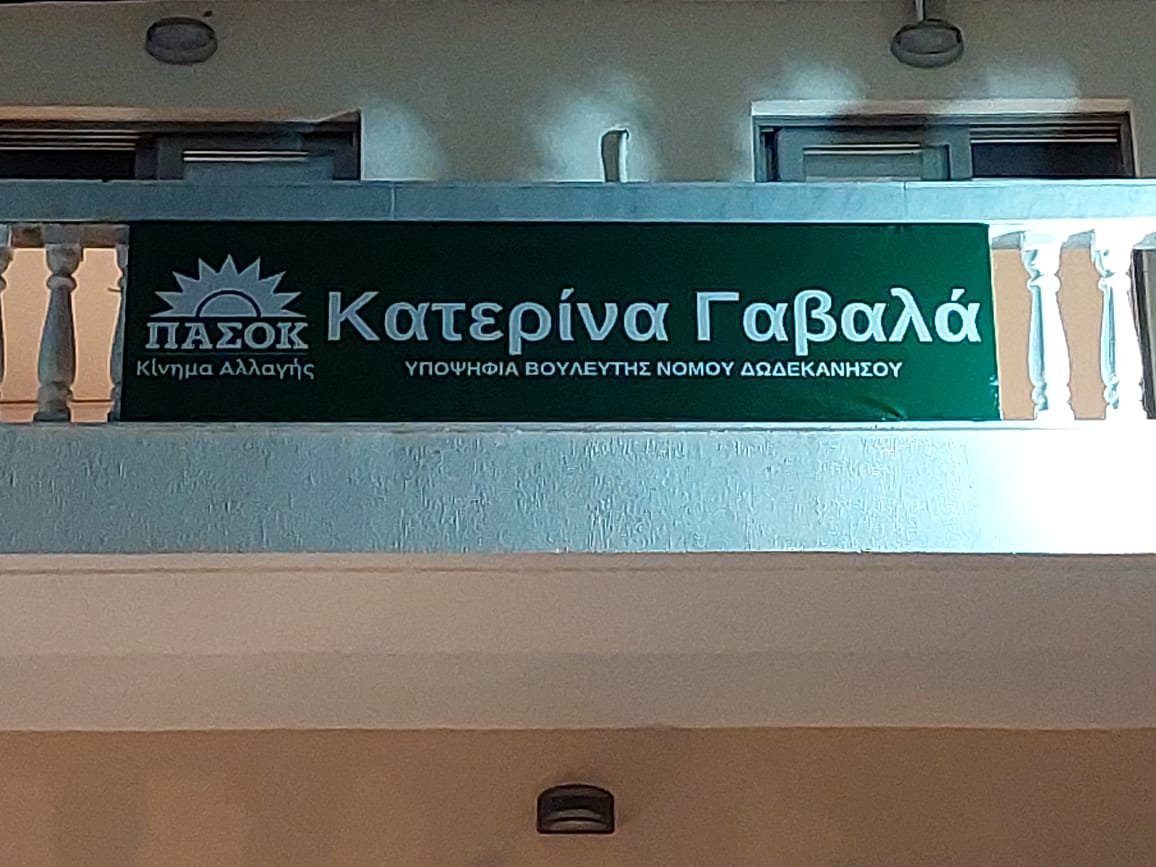 ΠΑΣΟΚ
Κίνημα Αλλαγής
Κατερίνα Γαβαλά
ΥΠΟΨΗΦΙΑ ΒΟΥΛΕΥΤΗΣ ΝΟΜΟΥ ΔΩΔΕΚΑΝΗΣΟΥ